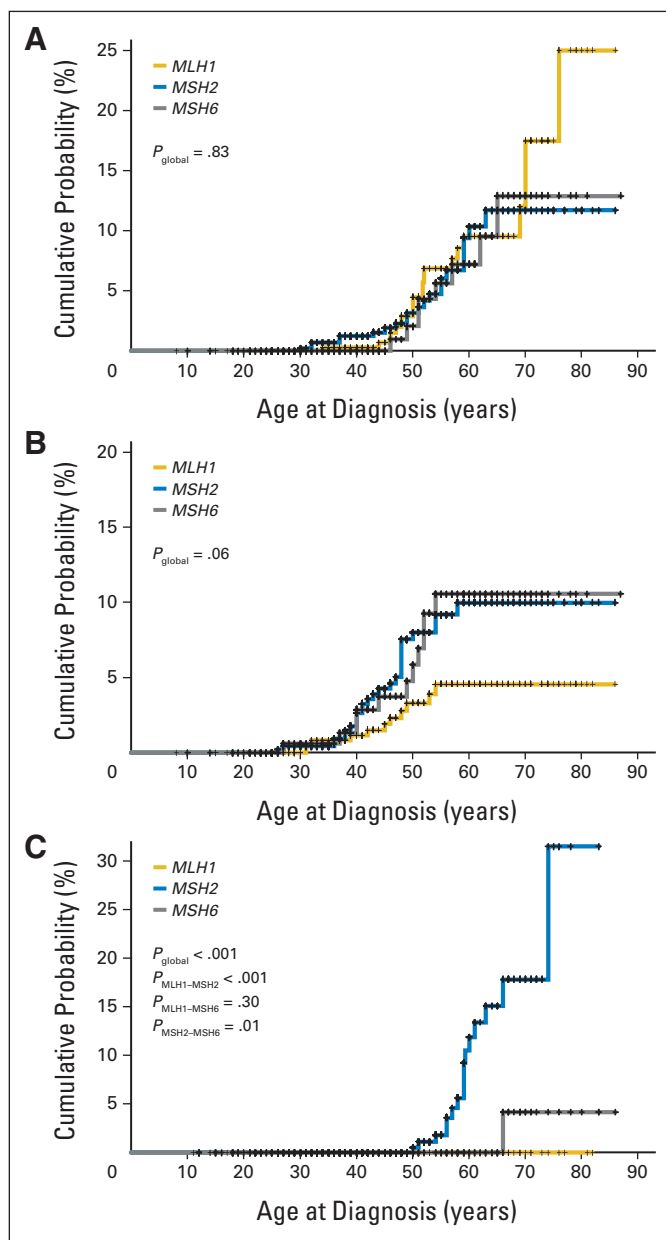 A
Cumulative Probability (%)
25
20
15
10
5
0
MLH1
MSH2
MSH6
Pglobal = .83
10 20 30 40 50 60 70 80 90
Age at Diagnosis (years)
B
Cumulative Probability (%)
20
15
10
5
0
MLH1
MSH2
MSH6
Pglobal = .06
10 20 30 40 50 60 70 80 90
Age at Diagnosis (years)
C
Cumulative Probability (%)
30
25
20
15
10
5
0
MLH1
MSH2
MSH6
Pglobal < .001
PMLH1–MSH2 < .001
PMLH1–MSH6 = .30
PMSH2–MSH6 = .01
10 20 30 40 50 60 70 80 90
Age at Diagnosis (years)